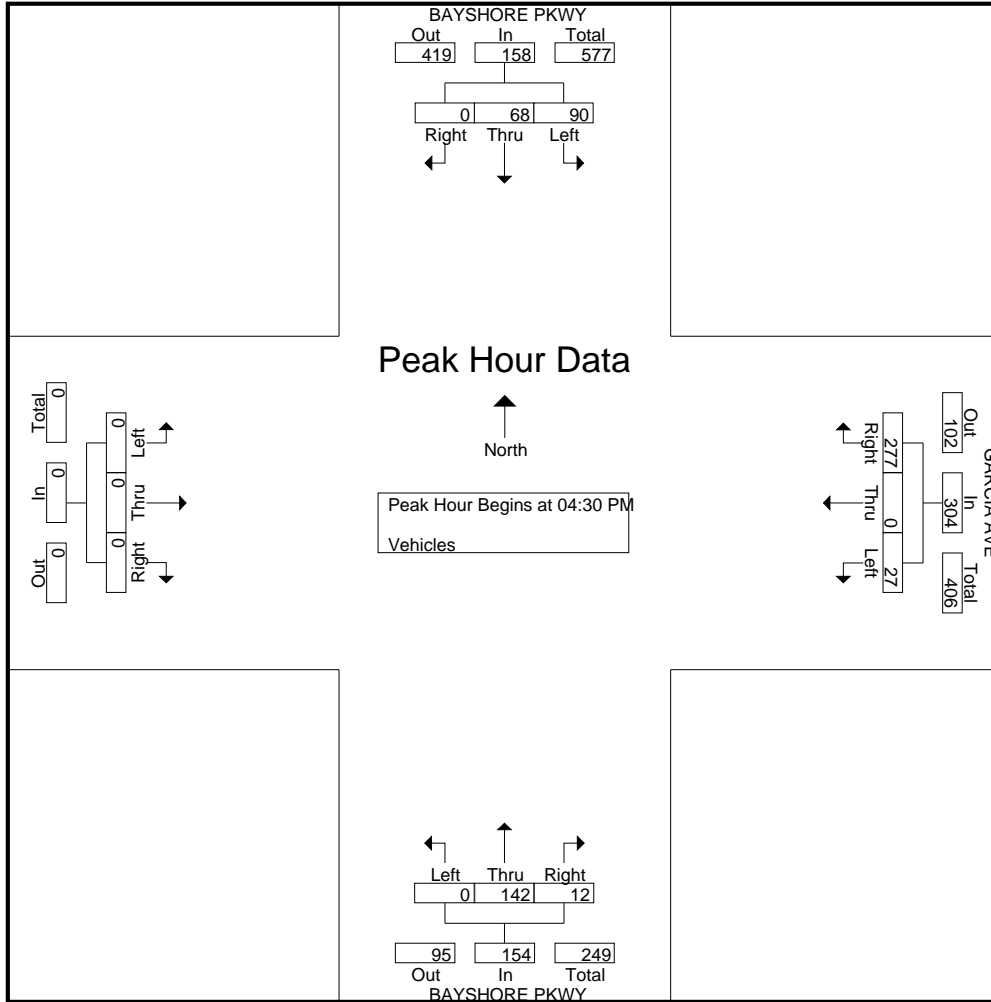 BAYSHORE PKWY
Out In Total
419 158 577
0 68 90
Right Thru Left
Peak Hour Data
North
Peak Hour Begins at 04:30 PM
Vehicles
Total In Out
0 0 0
0 0 0
Left Thru Right
Right Thru Left
277 0 27
102 304 406
Out In Total
GARCIA AVE
Left Thru Right
0 142 12
95 154 249
Out In Total
BAYSHORE PKWY